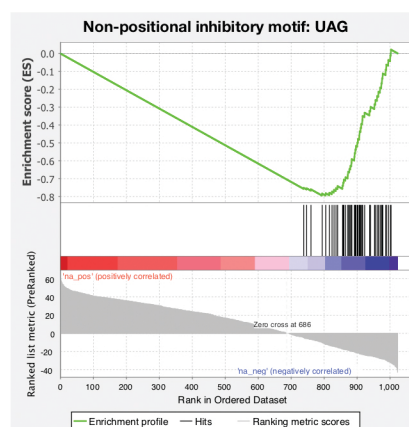 Non-positional inhibitory motif: UAG
Enrichment score (ES)
0.0
-0.1
-0.2
-0.3
-0.4
-0.5
-0.6
-0.7
-0.8
Ranked list metric (PreRanked)
60
40
20
0
-20
-40
'na_pos' (positively correlated)
Zero cross at 686
'na_neg' (negatively correlated)
0 100 200 300 400 500 600 700 800 900 1,000
Rank in Ordered Dataset
Enrichment profile Hits Ranking metric scores